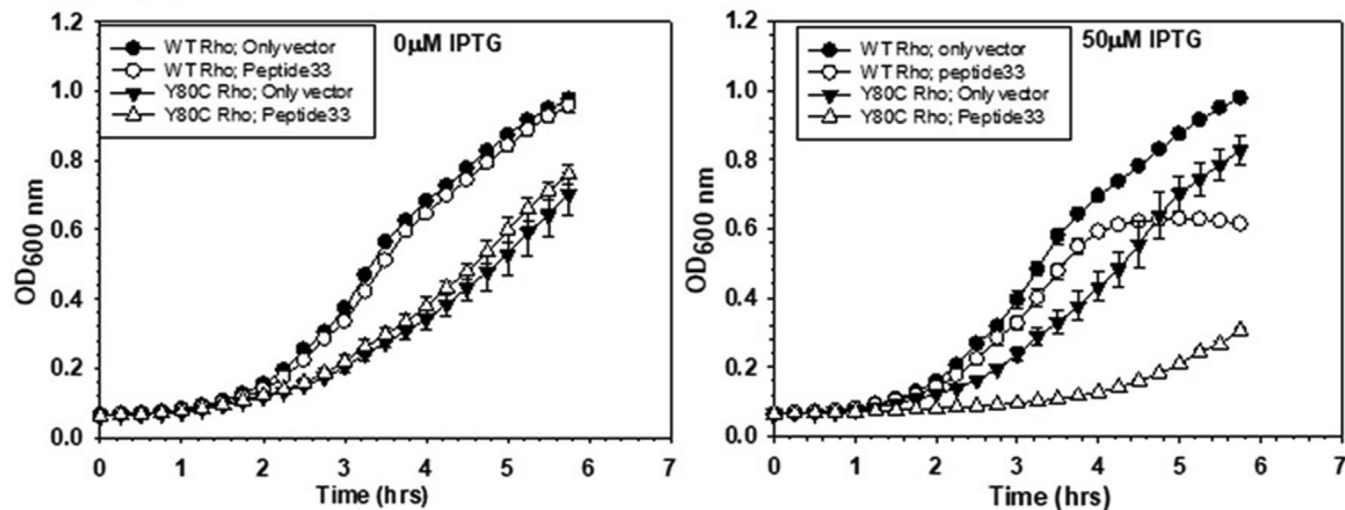 1.2
1.0
0.8
0.6
0.4
0.2
0.0
OD600 nm
WT Rho; Only vector
WT Rho; Peptide33
Y80C Rho; Only vector
Y80C Rho; Peptide33
0µM IPTG
0 1 2 3 4 5 6 7
Time (hrs)
1.2
1.0
0.8
0.6
0.4
0.2
0.0
OD600 nm
WT Rho; only vector
WT Rho; peptide33
Y80C Rho; Only vector
Y80C Rho; Peptide33
50µM IPTG
0 1 2 3 4 5 6 7
Time (hrs)